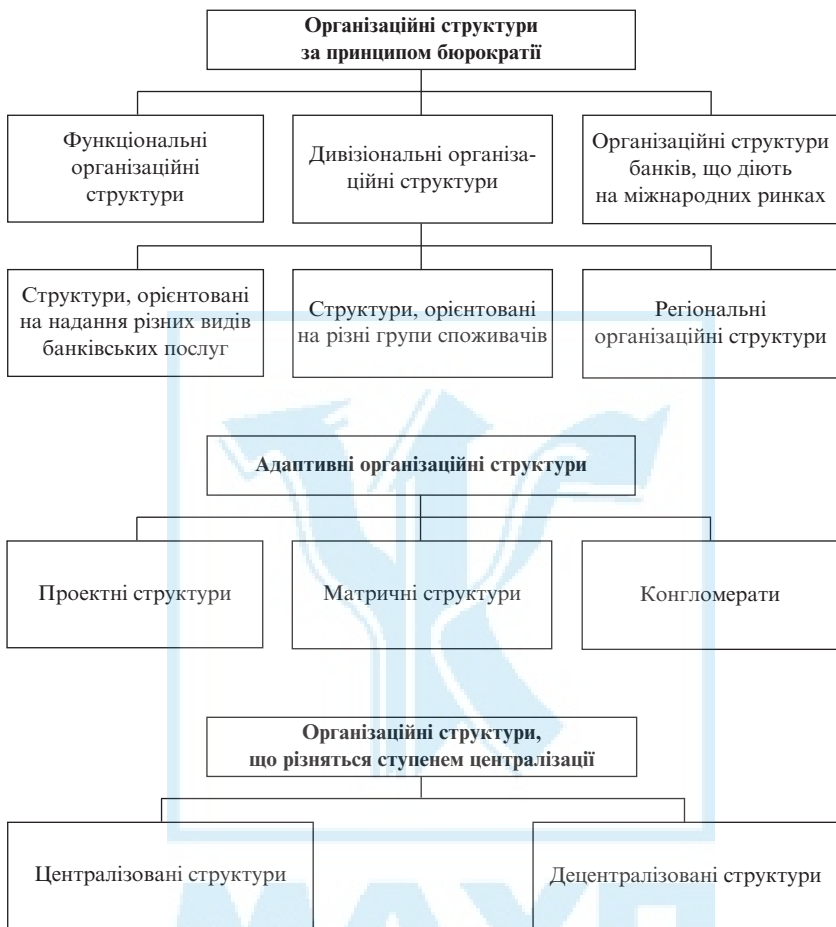 Організаційні структури
за принципом бюрократії
Функціональні
організаційні
структури
Дивізіональні організа-
ційні структури
Організаційні структури
банків, що діють
на міжнародних ринках
Структури, орієнтовані
на надання різних видів
банківських послуг
Структури, орієнтовані
на різні групи споживачів
Регіональні
організаційні структури
Адаптивні організаційні структури
Проектні структури
Матричні структури
Конгломерати
Організаційні структури,
що різняться ступенем централізації
Централізовані структури
Децентралізовані структури
МАУП